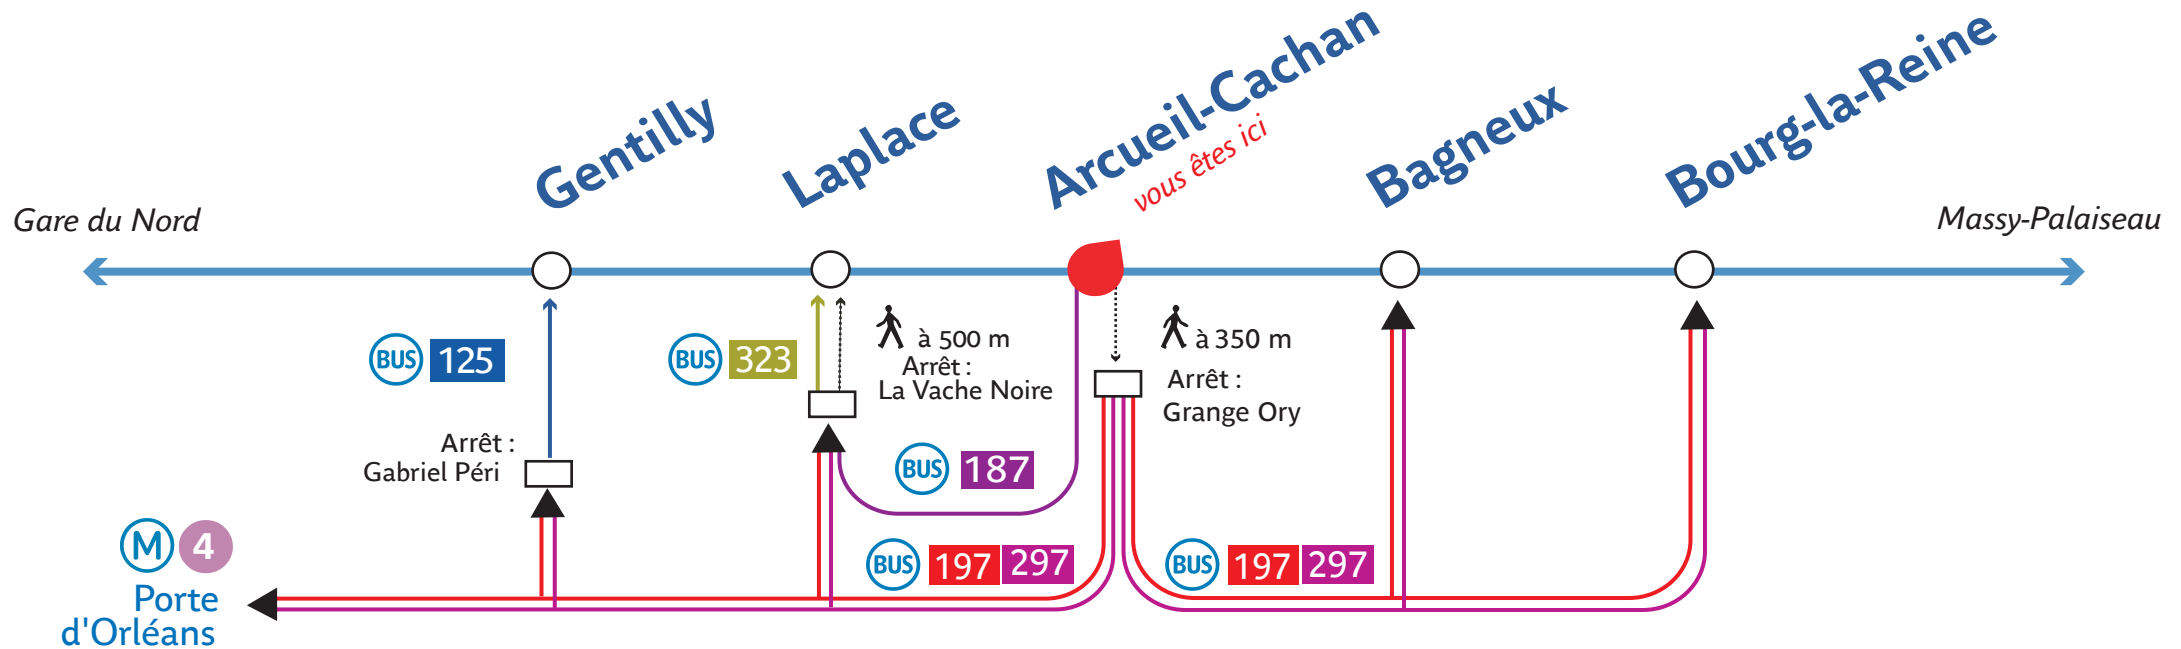 Gentilly
Laplace
Arcueil-Cachan
vous êtes ici
Bagneux
Bourg-la-Reine
Gare du Nord
Massy-Palaiseau
BUS 125
BUS 323
à 500 m
Arrêt :
La Vache Noire
à 350 m
Arrêt :
Grange Ory
Arrêt :
Gabriel Péri
BUS 187
M 4
Porte
d'Orléans
BUS 197 297
BUS 197 297